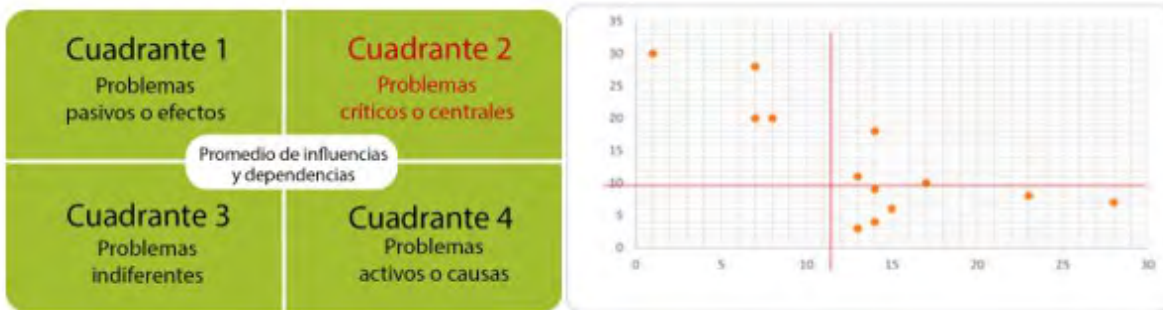 Cuadrante 1
Problemas
pasivos o efectos
Cuadrante 2
Problemas
críticos o centrales
Promedio de influencias
y dependencias
Cuadrante 3
Problemas
indiferentes
Cuadrante 4
Problemas
activos o causas
35
30
25
20
15
10
5
0
0 5 10 15 20 25 30